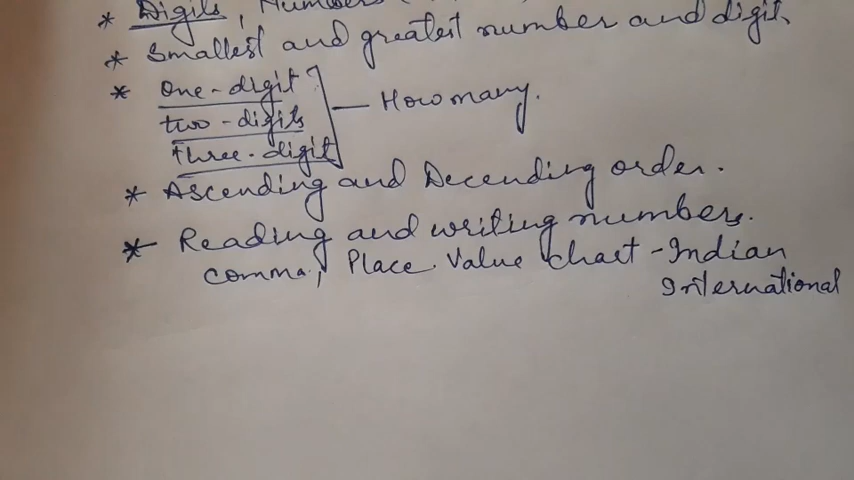 * Digits, Numbers
* Smallest and greatest number and digit
* One-digit
two-digits
three-digit
— How many.
* Ascending and Decending order.
* Reading and writing numbers.
comma, Place Value chart - Indian
International